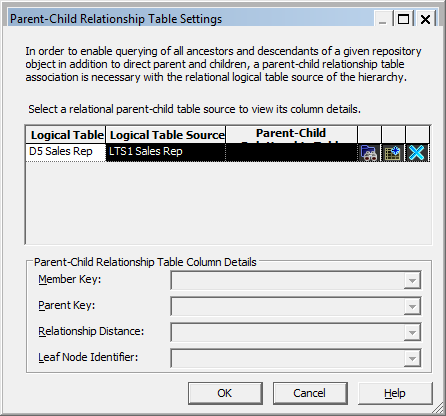 Parent-Child Relationship Table Settings
In order to enable querying of all ancestors and descendants of a given repository
object in addition to direct parent and children, a parent-child relationship table
association is necessary with the relational logical table source of the hierarchy.
Select a relational parent-child table source to view its column details.
Logical Table Logical Table Source Parent-Child
Relationship Table
D5 Sales Rep LTS1 Sales Rep
Parent-Child Relationship Table Column Details
Member Key:
Parent Key:
Relationship Distance:
Leaf Node Identifier:
OK Cancel Help